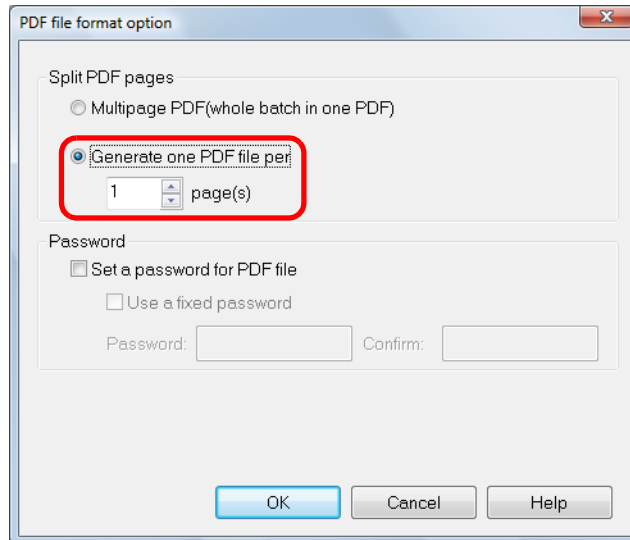 PDF file format option
Split PDF pages
Multipage PDF(whole batch in one PDF)
Generate one PDF file per
1 page(s)
Password
Set a password for PDF file
Use a fixed password
Password: Confirm:
OK Cancel Help